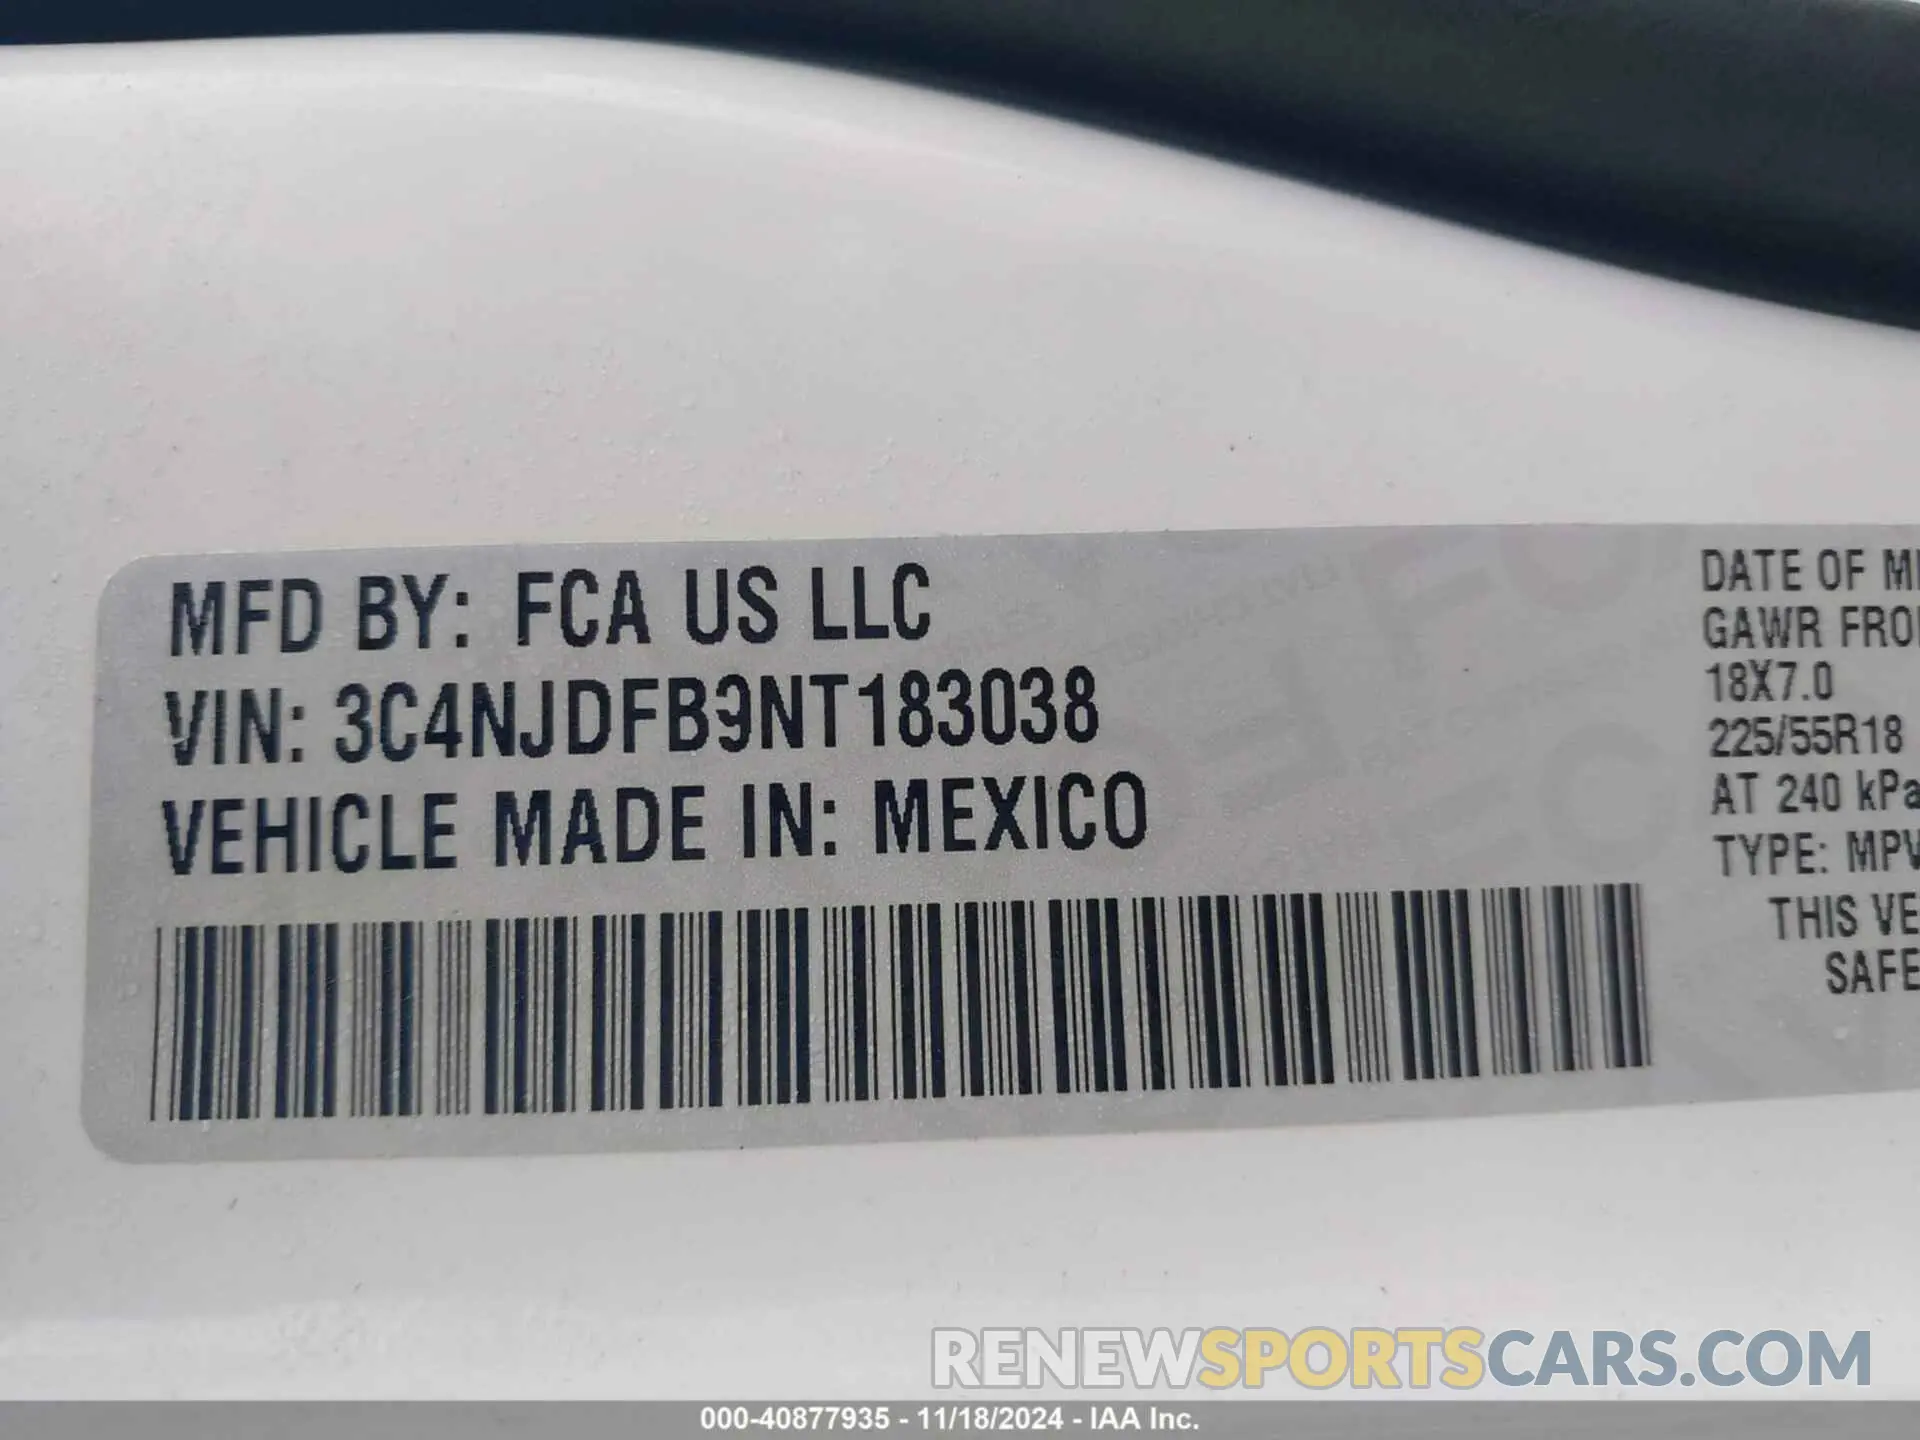 MFD BY: FCA US LLC
VIN: 3C4NJDFB9NT183038
VEHICLE MADE IN: MEXICO
DATE OF M
GAWR FRO
18X7.0
225/55R18
AT 240 kPa
TYPE: MPV
THIS VE
SAFE
RENEWSPORTSCARS.COM
000-40877935 - 11/18/2024 - IAA Inc.